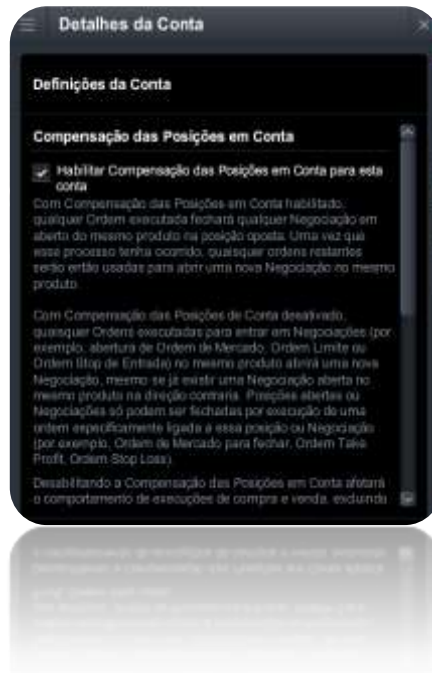 Detalhes da Conta
Definições da Conta
Compensação das Posições em Conta
Habilitar Compensação das Posições em Conta para esta
conta
Com Compensação das Posições em Conta habilitado,
qualquer Ordem executada fechará qualquer Negociação em
aberto do mesmo produto na posição oposta. Uma vez que
esse processo tenha ocorrido, quaisquer ordens restantes
serão então usadas para abrir uma nova Negociação no mesmo
produto.
Com Compensação das Posições de Conta desativado,
quaisquer Ordens executadas para entrar em Negociações (por
exemplo, abertura de Ordem de Mercado, Ordem Limite ou
Ordem Stop de Entrada) no mesmo produto abrirá uma nova
Negociação, mesmo se já existir uma Negociação aberta no
mesmo produto na direção contraria. Posições abertas ou
Negociações só podem ser fechadas por execução de uma
ordem especificamente ligada a essa posição ou Negociação
(por exemplo, Ordem de Mercado para fechar, Ordem Take
Profit, Ordem Stop Loss).
Desabilitando a Compensação das Posições em Conta afetará
o comportamento de execuções de compra e venda, excluindo